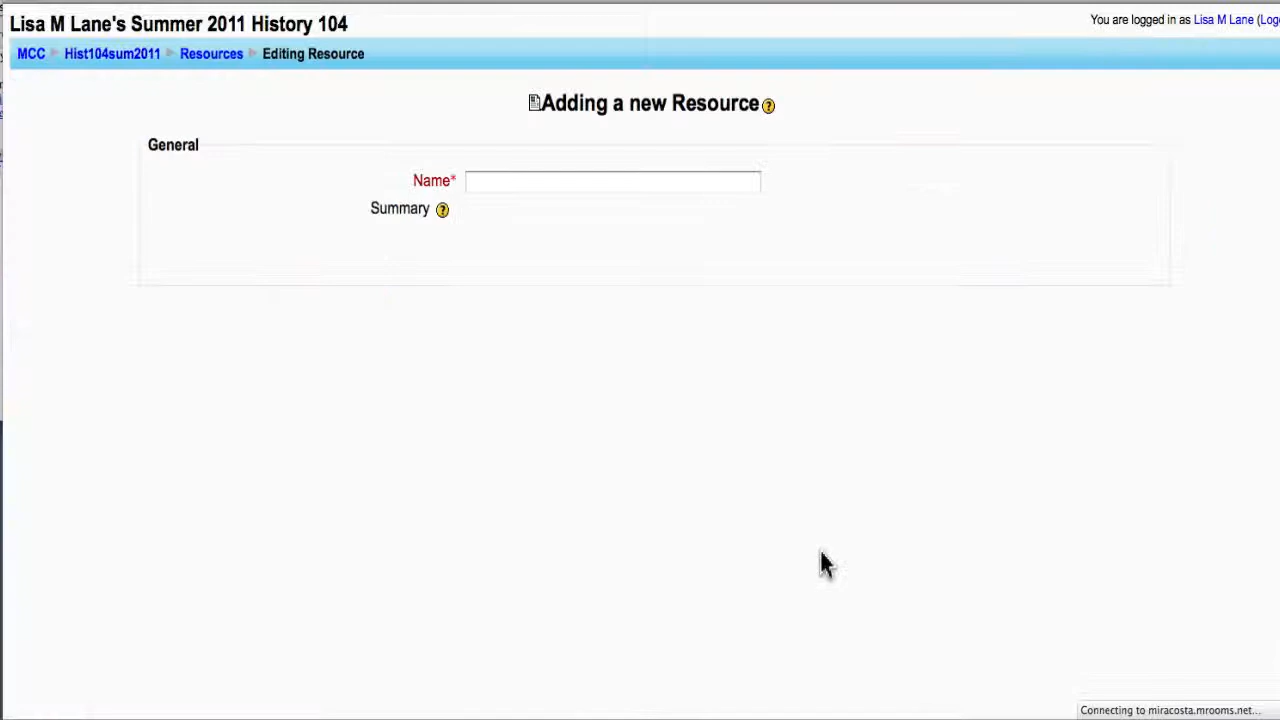 Lisa M Lane's Summer 2011 History 104
You are logged in as Lisa M Lane (Log
MCC Hist104sum2011 Resources Editing Resource
Adding a new Resource
General
Name*
Summary
Connecting to miracosta.mrooms.net...